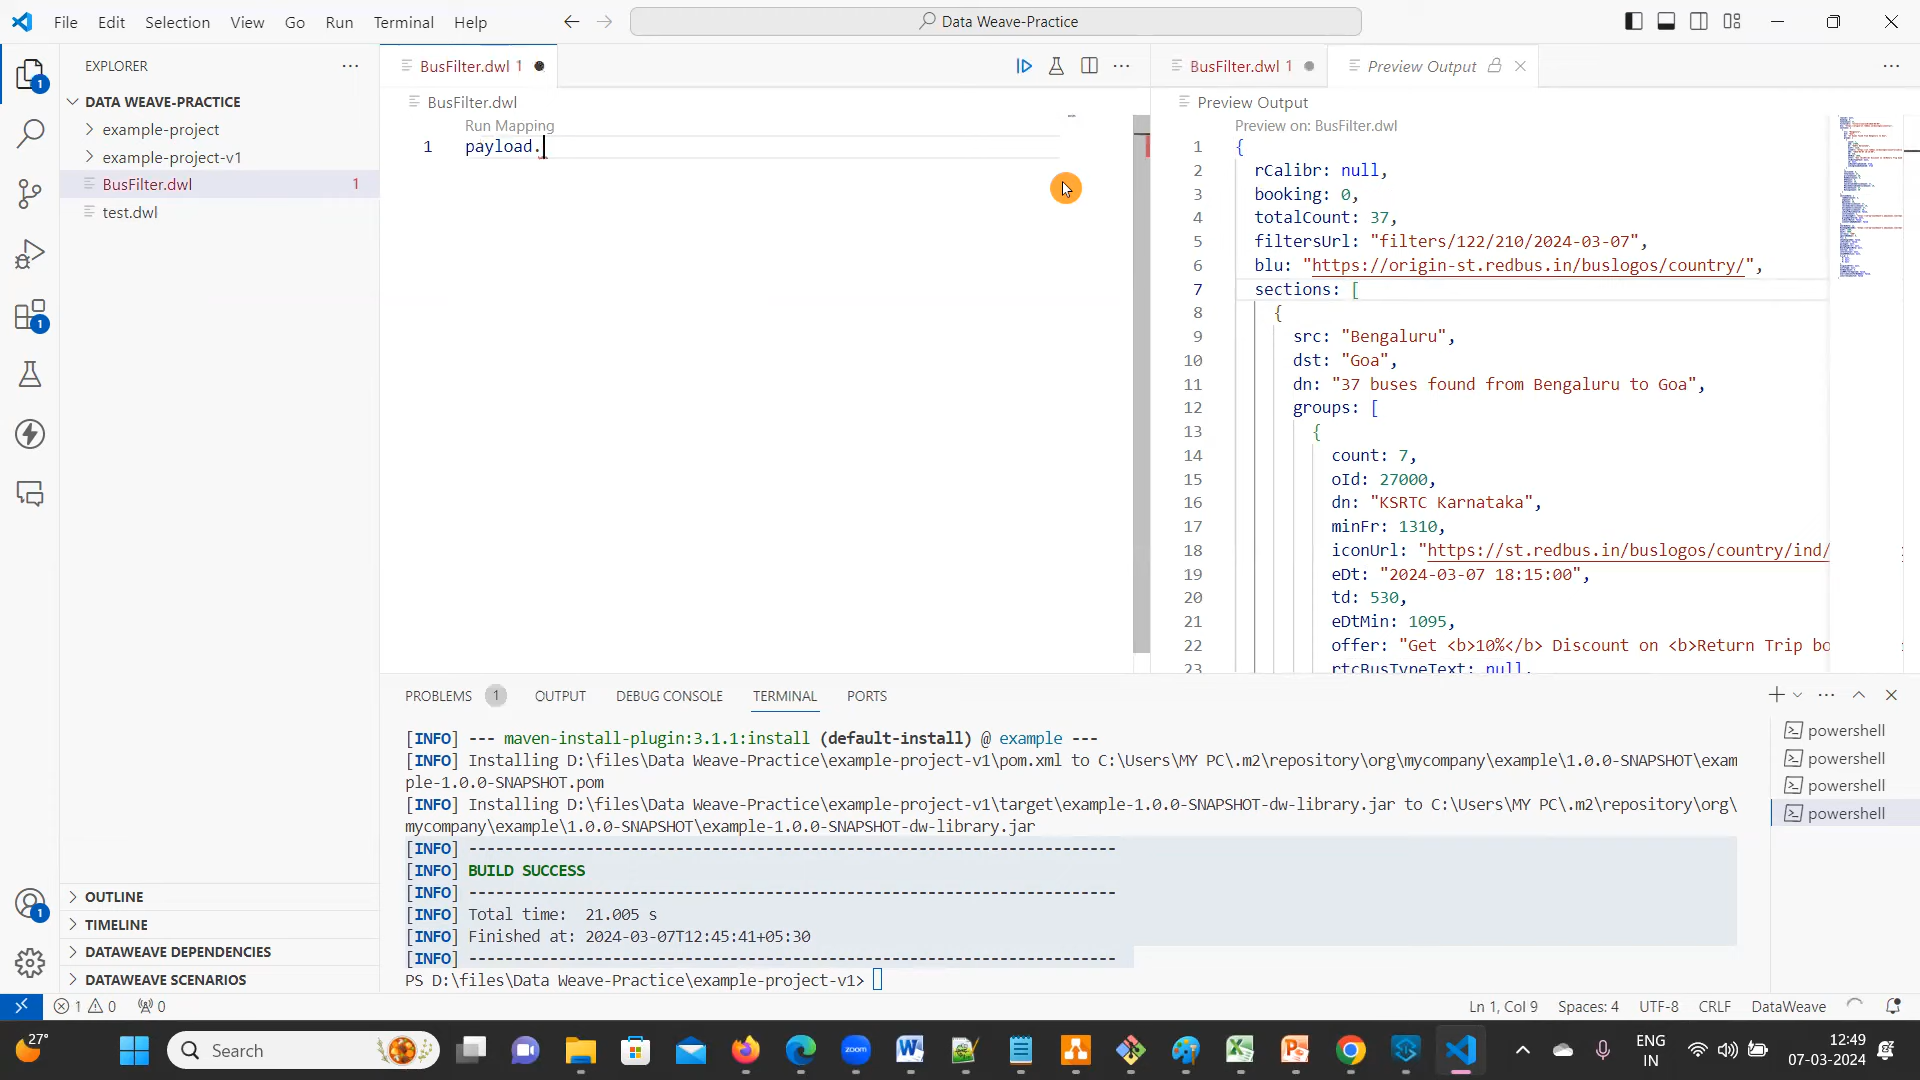 File Edit Selection View Go Run Terminal Help
Data Weave-Practice
EXPLORER
DATA WEAVE-PRACTICE
example-project
example-project-v1
BusFilter.dwl 1
test.dwl
OUTLINE
TIMELINE
DATAWEAVE DEPENDENCIES
DATAWEAVE SCENARIOS
1
1
1
BusFilter.dwl 1
BusFilter.dwl
Run Mapping
1 payload.
BusFilter.dwl 1
Preview Output
Preview Output
Preview on: BusFilter.dwl
1 {
2 rCalibr: null,
3 booking: 0,
4 totalCount: 37,
5 filtersUrl: "filters/122/210/2024-03-07",
6 blu: "https://origin-st.redbus.in/buslogos/country/",
7 sections: [
8 {
9 src: "Bengaluru",
10 dst: "Goa",
11 dn: "37 buses found from Bengaluru to Goa",
12 groups: [
13 {
14 count: 7,
15 oId: 27000,
16 dn: "KSRTC Karnataka",
17 minFr: 1310,
18 iconUrl: "https://st.redbus.in/buslogos/country/ind/
19 eDt: "2024-03-07 18:15:00",
20 td: 530,
21 eDtMin: 1095,
22 offer: "Get <b>10%</b> Discount on <b>Return Trip bo
23 rtcBusTypeText: null,
PROBLEMS 1 OUTPUT DEBUG CONSOLE TERMINAL PORTS
[INFO] --- maven-install-plugin:3.1.1:install (default-install) @ example ---
[INFO] Installing D:\files\Data Weave-Practice\example-project-v1\pom.xml to C:\Users\MY PC\.m2\repository\org\mycompany\example\1.0.0-SNAPSHOT\exam
ple-1.0.0-SNAPSHOT.pom
[INFO] Installing D:\files\Data Weave-Practice\example-project-v1\target\example-1.0.0-SNAPSHOT-dw-library.jar to C:\Users\MY PC\.m2\repository\org\
mycompany\example\1.0.0-SNAPSHOT\example-1.0.0-SNAPSHOT-dw-library.jar
[INFO] ------------------------------------------------------------------------
[INFO] BUILD SUCCESS
[INFO] ------------------------------------------------------------------------
[INFO] Total time:  21.005 s
[INFO] Finished at: 2024-03-07T12:45:41+05:30
[INFO] ------------------------------------------------------------------------
PS D:\files\Data Weave-Practice\example-project-v1>
powershell
powershell
powershell
powershell
1 0 0
Ln 1, Col 9 Spaces: 4 UTF-8 CRLF DataWeave
27°
Search
zoom
ENG
IN
12:49
07-03-2024